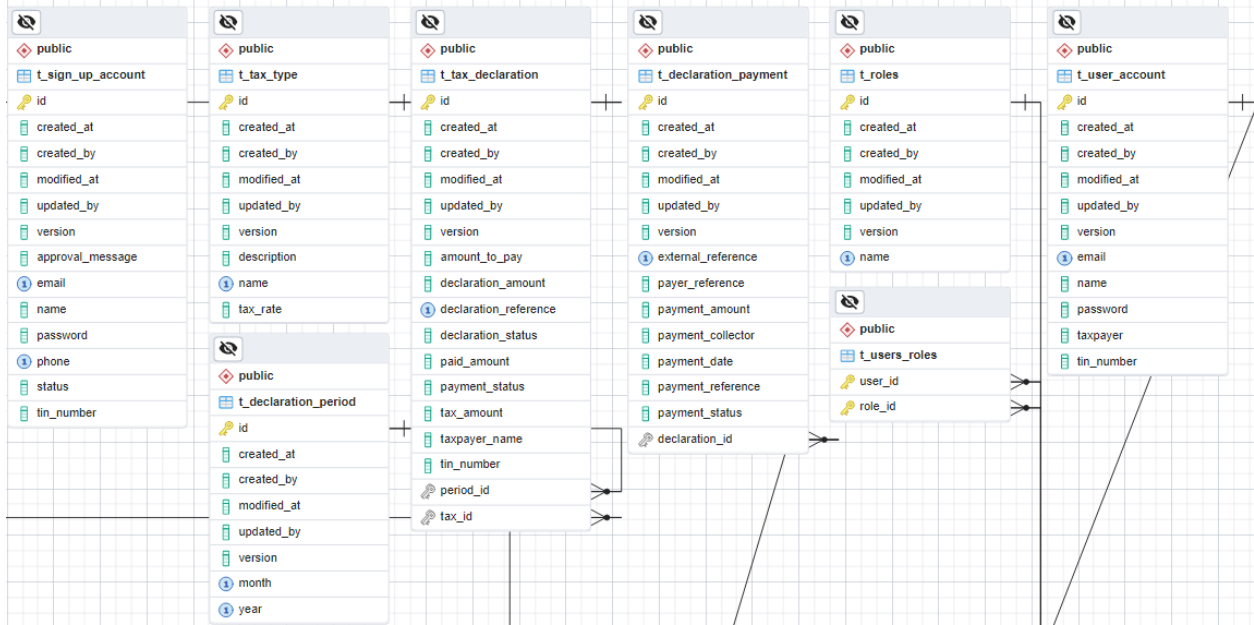 public
t_sign_up_account
id
created_at
created_by
modified_at
updated_by
version
approval_message
email
name
password
phone
status
tin_number
public
t_tax_type
id
created_at
created_by
modified_at
updated_by
version
description
name
tax_rate
public
t_declaration_period
id
created_at
created_by
modified_at
updated_by
version
month
year
public
t_tax_declaration
id
created_at
created_by
modified_at
updated_by
version
amount_to_pay
declaration_amount
declaration_reference
declaration_status
paid_amount
payment_status
tax_amount
taxpayer_name
tin_number
period_id
tax_id
public
t_declaration_payment
id
created_at
created_by
modified_at
updated_by
version
external_reference
payer_reference
payment_amount
payment_collector
payment_date
payment_reference
payment_status
declaration_id
public
t_roles
id
created_at
created_by
modified_at
updated_by
version
name
public
t_users_roles
user_id
role_id
public
t_user_account
id
created_at
created_by
modified_at
updated_by
version
email
name
password
taxpayer
tin_number